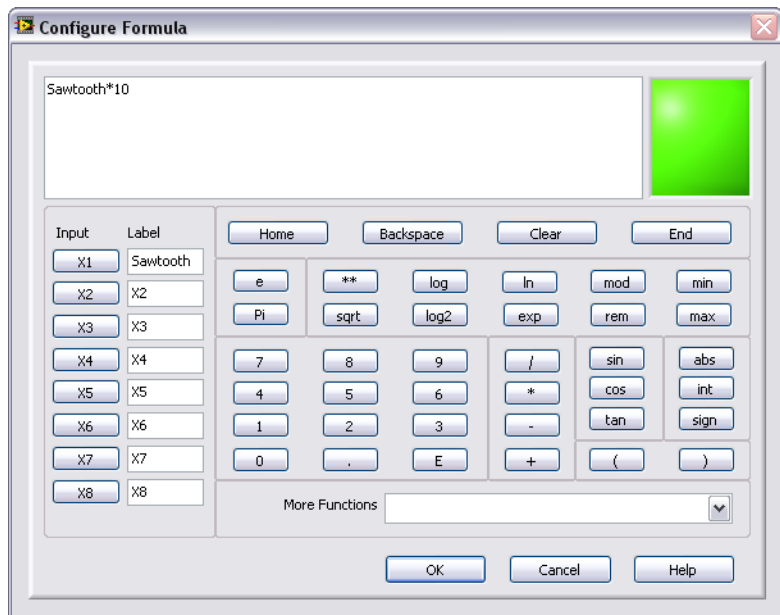 Configure Formula
Sawtooth*10
Input Label
Home Backspace Clear End
X1 Sawtooth
e ** log ln mod min
X2 X2
Pi sqrt log2 exp rem max
X3 X3
X4 X4
7 8 9 / sin abs
X5 X5
4 5 6 * cos int
X6 X6
1 2 3 - tan sign
X7 X7
0 . E + ( )
X8 X8
More Functions
OK Cancel Help